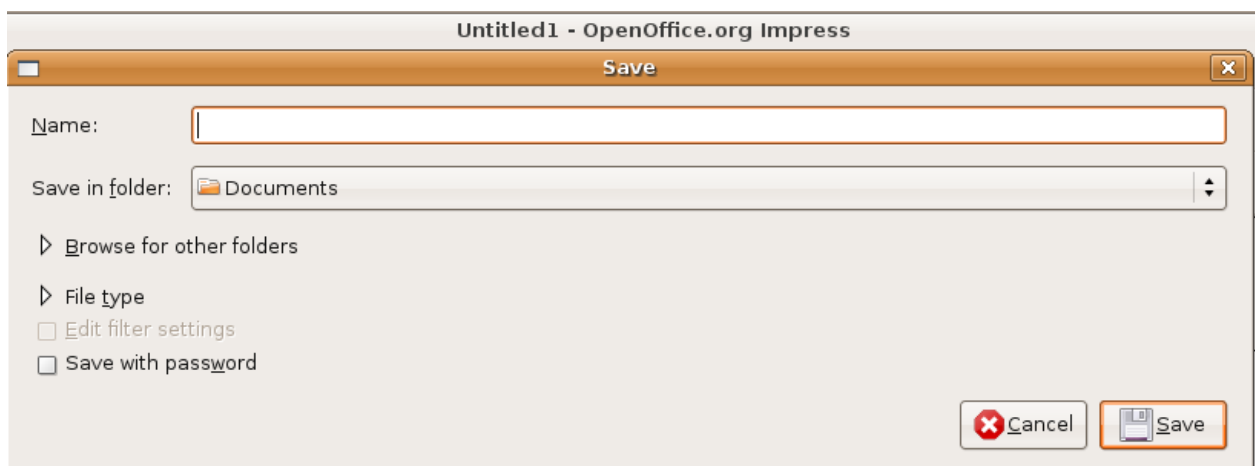 Untitled1 - OpenOffice.org Impress
Save
Name:
Save in folder: Documents
Browse for other folders
File type
Edit filter settings
Save with password
Cancel Save